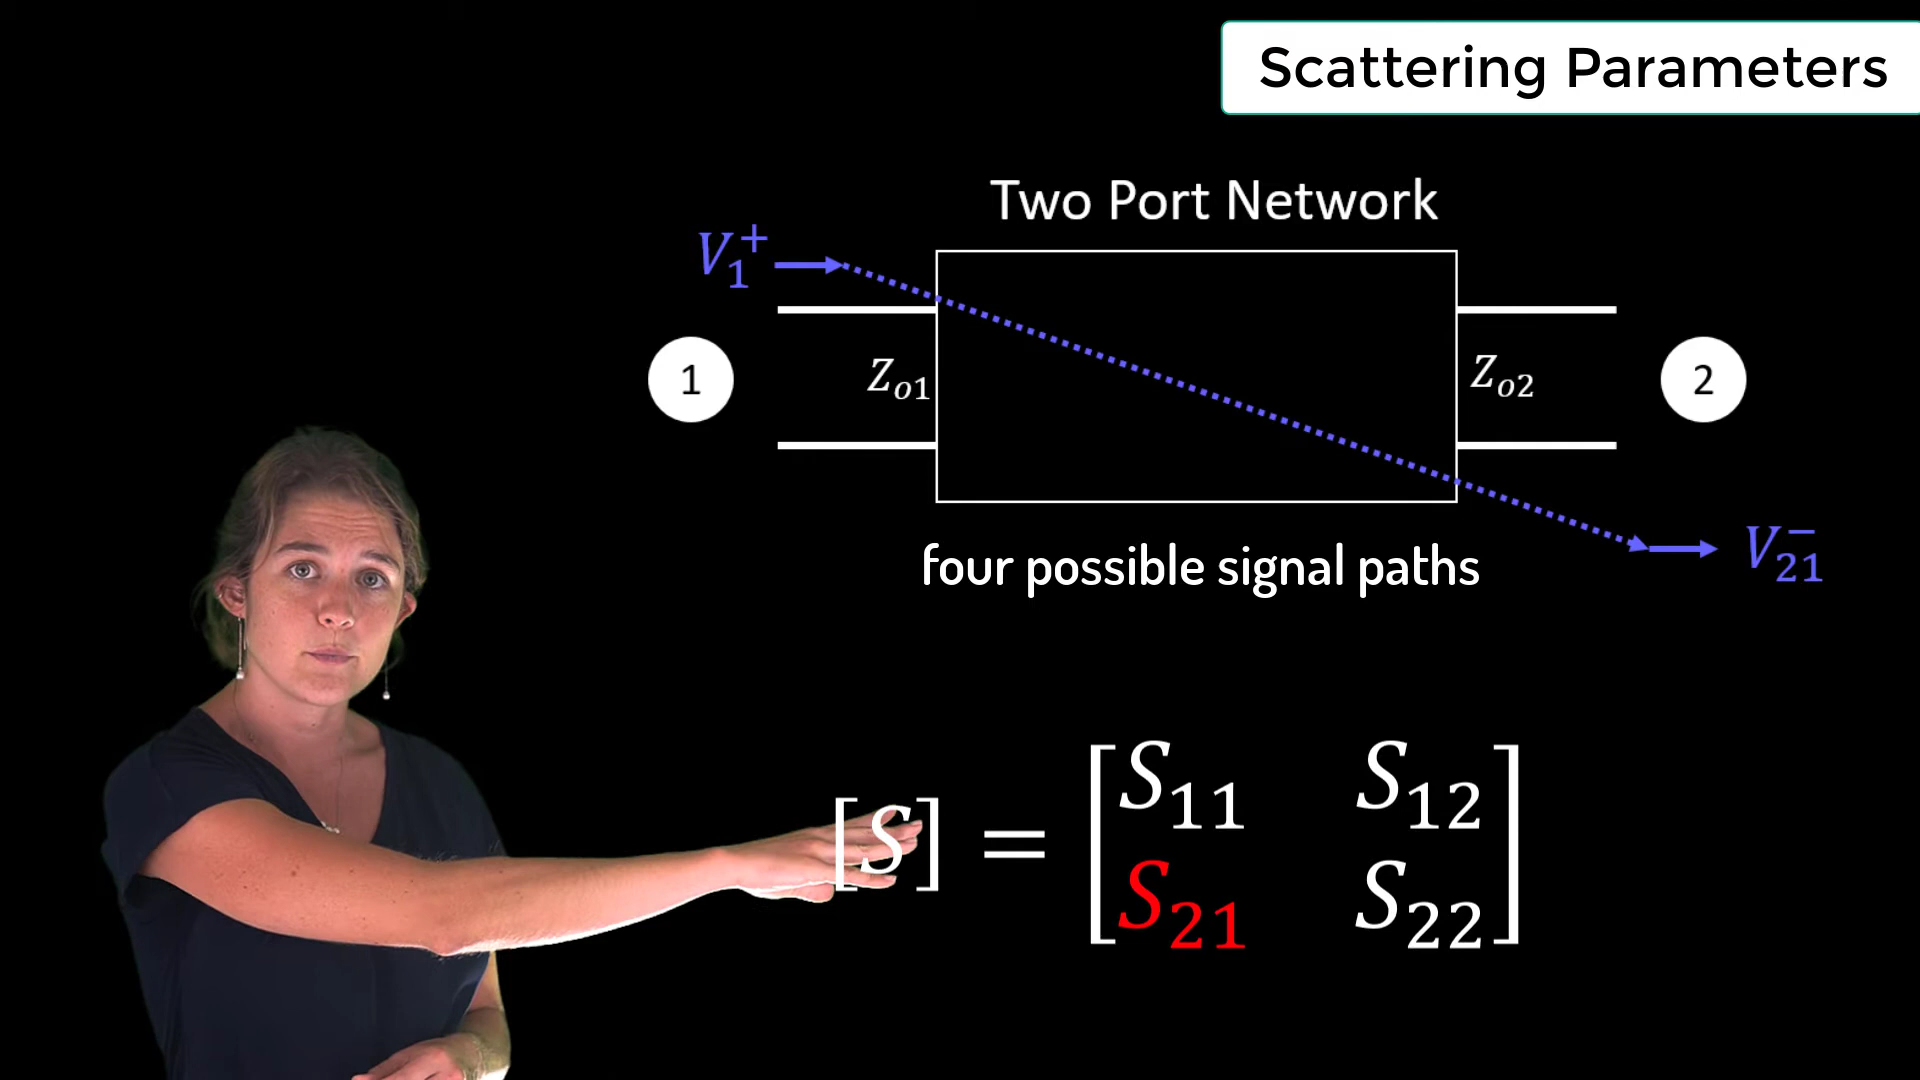 Scattering Parameters
Two Port Network
V₁⁺
1
Zₒ₁
Zₒ₂
2
four possible signal paths
V₂₁⁻
[S] = [S₁₁ S₁₂
S₂₁ S₂₂]